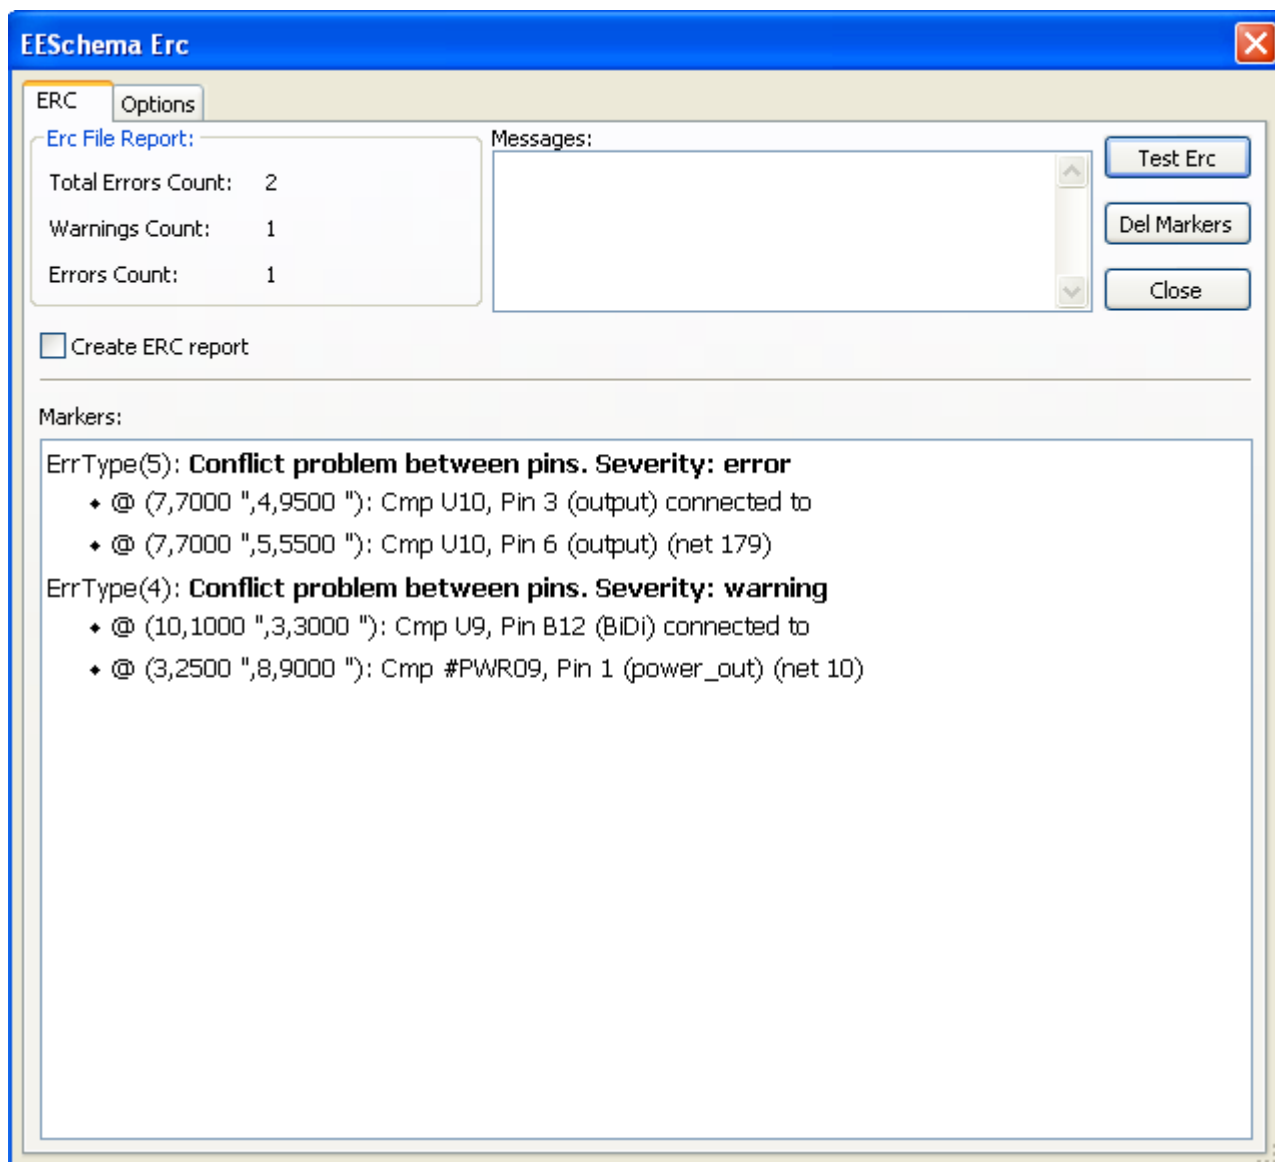 EESchema Erc
ERC
Options
Erc File Report:
Total Errors Count: 2
Warnings Count: 1
Errors Count: 1
Messages:
Test Erc
Del Markers
Close
Create ERC report
Markers:
ErrType(5): Conflict problem between pins. Severity: error
◆ @ (7,7000 ",4,9500 "): Cmp U10, Pin 3 (output) connected to
◆ @ (7,7000 ",5,5500 "): Cmp U10, Pin 6 (output) (net 179)
ErrType(4): Conflict problem between pins. Severity: warning
◆ @ (10,1000 ",3,3000 "): Cmp U9, Pin B12 (BiDi) connected to
◆ @ (3,2500 ",8,9000 "): Cmp #PWR09, Pin 1 (power_out) (net 10)